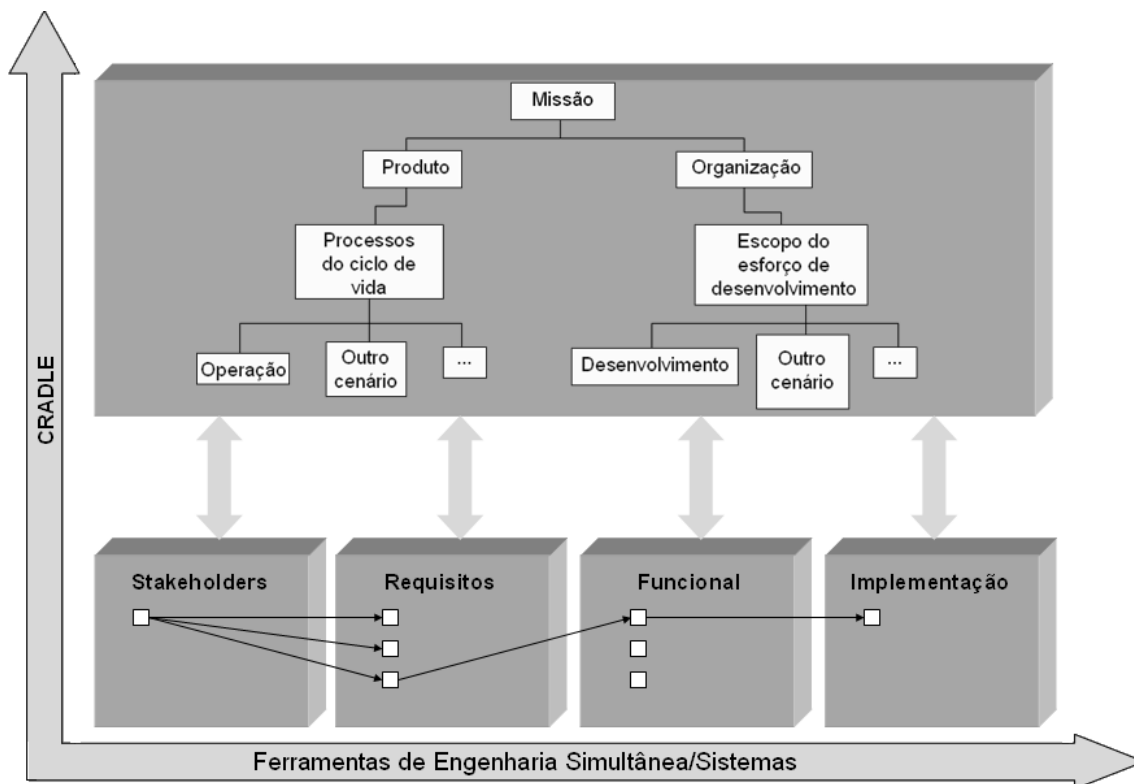 Missão
Produto
Organização
Processos
do ciclo de
vida
Escopo do
esforço de
desenvolvimento
Operação
Outro
cenário
...
Desenvolvimento
Outro
cenário
...
CRADLE
Stakeholders
Requisitos
Funcional
Implementação
Ferramentas de Engenharia Simultânea/Sistemas